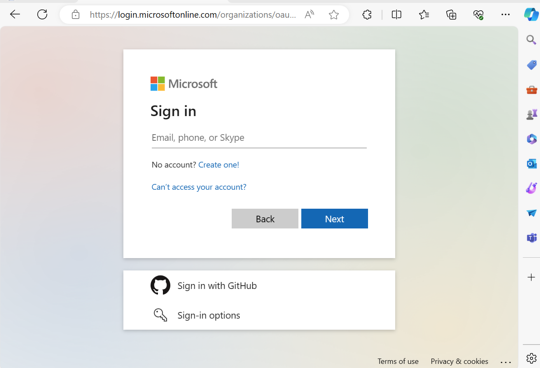 https://login.microsoftonline.com/organizations/oau...
Microsoft
Sign in
Email, phone, or Skype
No account? Create one!
Can't access your account?
Back
Next
Sign in with GitHub
Sign-in options
Terms of use
Privacy & cookies
...